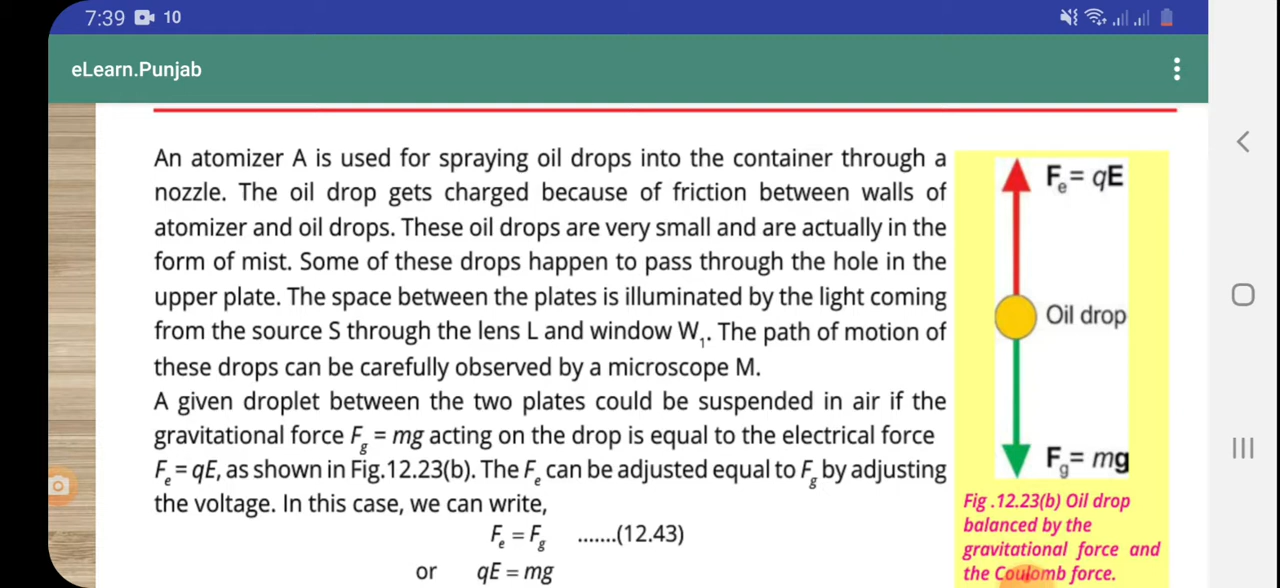 7:39 10
eLearn.Punjab
An atomizer A is used for spraying oil drops into the container through a
nozzle. The oil drop gets charged because of friction between walls of
atomizer and oil drops. These oil drops are very small and are actually in the
form of mist. Some of these drops happen to pass through the hole in the
upper plate. The space between the plates is illuminated by the light coming
from the source S through the lens L and window W₁. The path of motion of
these drops can be carefully observed by a microscope M.
A given droplet between the two plates could be suspended in air if the
gravitational force Fg = mg acting on the drop is equal to the electrical force
Fe = qE, as shown in Fig.12.23(b). The Fe can be adjusted equal to Fg by adjusting
the voltage. In this case, we can write,
Fe = Fg .......(12.43)
or qE = mg
Fe = qE
Oil drop
Fg = mg
Fig .12.23(b) Oil drop
balanced by the
gravitational force and
the Coulomb force.